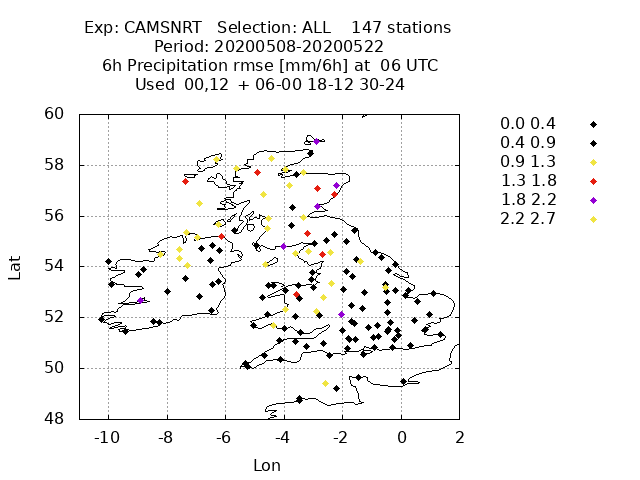 Exp: CAMSNRT   Selection: ALL    147 stations
Period: 20200508-20200522
6h Precipitation rmse [mm/6h] at  06 UTC
Used  00,12  + 06-00 18-12 30-24
0.0 0.4
0.4 0.9
0.9 1.3
1.3 1.8
1.8 2.2
2.2 2.7
60
58
56
54
52
50
48
Lat
-10 -8 -6 -4 -2 0 2
Lon